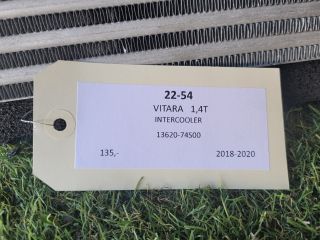 22-54
VITARA 1,4T
INTERCOOLER
13620-74S00
135,- 2018-2020